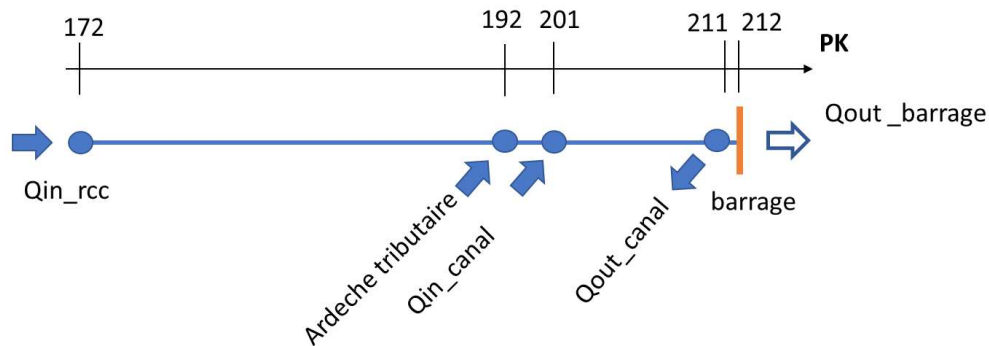 172
192
201
211
212
PK
Qout _barrage
Qin_rcc
Ardeche tributaire
Qin_canal
Qout_canal
barrage